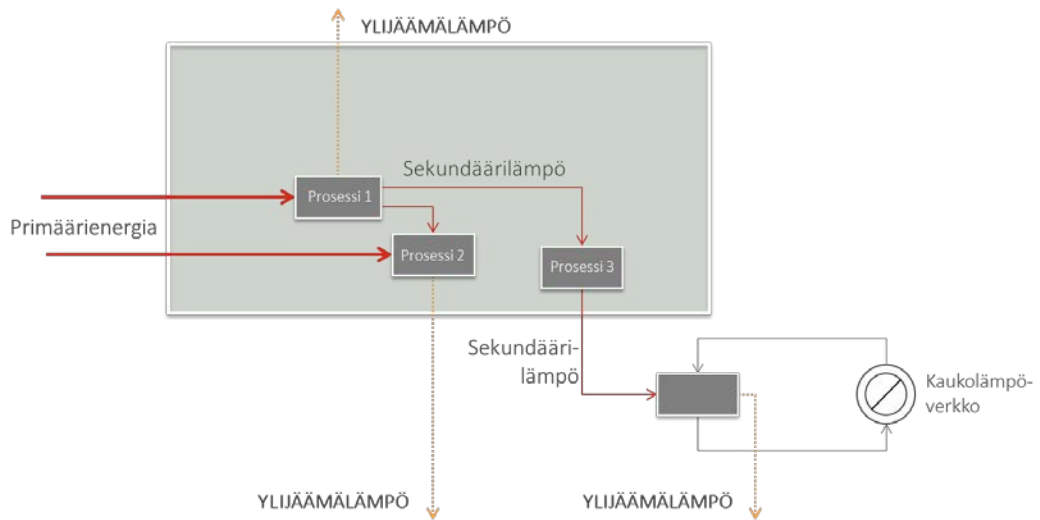 YLIJÄÄMÄLÄMPÖ
Sekundäärilämpö
Prosessi 1
Primäärienergia
Prosessi 2
Prosessi 3
Sekundääri-
lämpö
Kaukolämpö-
verkko
YLIJÄÄMÄLÄMPÖ
YLIJÄÄMÄLÄMPÖ